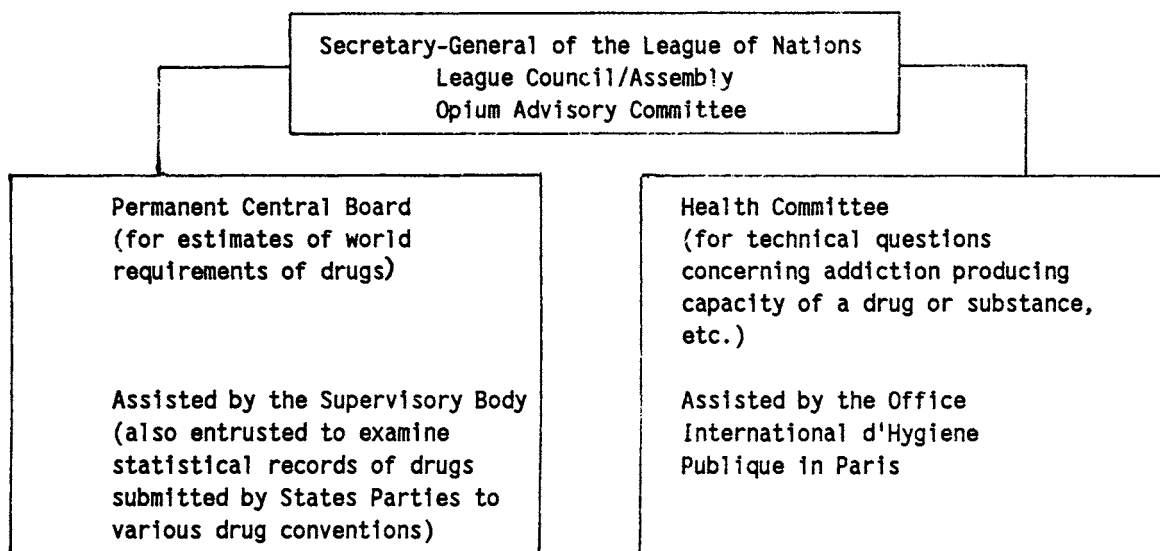 Secretary-General of the League of Nations
League Council/Assembly
Opium Advisory Committee
Permanent Central Board
(for estimates of world
requirements of drugs)
Assisted by the Supervisory Body
(also entrusted to examine
statistical records of drugs
submitted by States Parties to
various drug conventions)
Health Committee
(for technical questions
concerning addiction producing
capacity of a drug or substance,
etc.)
Assisted by the Office
International d'Hygiene
Publique in Paris